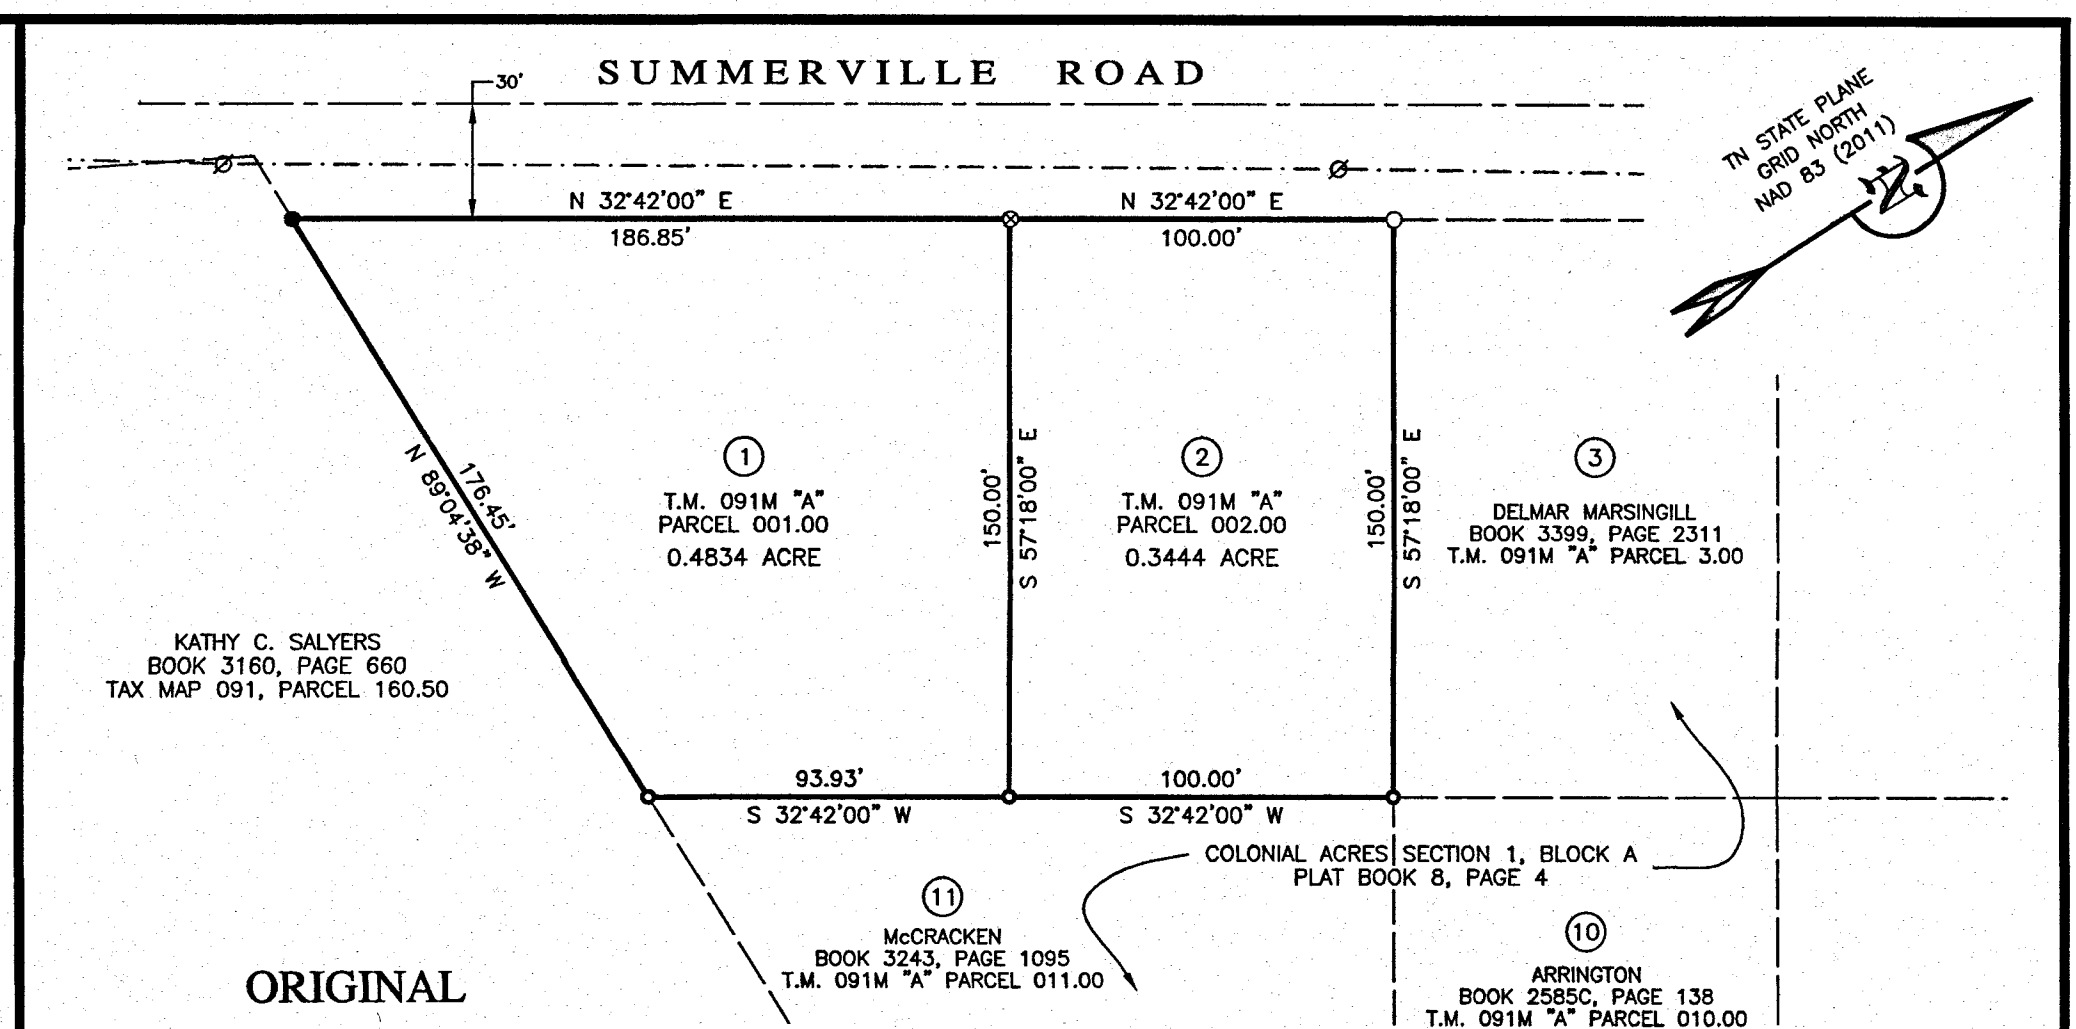 SUMMERVILLE ROAD
30'
TN STATE PLANE
GRID NORTH
NAD 83 (2011)
N
N 32°42'00" E
186.85'
N 32°42'00" E
100.00'
176.45'
N 89°04'38" W
1
T.M. 091M "A"
PARCEL 001.00
0.4834 ACRE
150.00'
S 57°18'00" E
2
T.M. 091M "A"
PARCEL 002.00
0.3444 ACRE
150.00'
S 57°18'00" E
3
DELMAR MARSINGILL
BOOK 3399, PAGE 2311
T.M. 091M "A" PARCEL 3.00
KATHY C. SALYERS
BOOK 3160, PAGE 660
TAX MAP 091, PARCEL 160.50
93.93'
S 32°42'00" W
100.00'
S 32°42'00" W
COLONIAL ACRES SECTION 1, BLOCK A
PLAT BOOK 8, PAGE 4
11
McCRACKEN
BOOK 3243, PAGE 1095
T.M. 091M "A" PARCEL 011.00
10
ARRINGTON
BOOK 2585C, PAGE 138
T.M. 091M "A" PARCEL 010.00
ORIGINAL